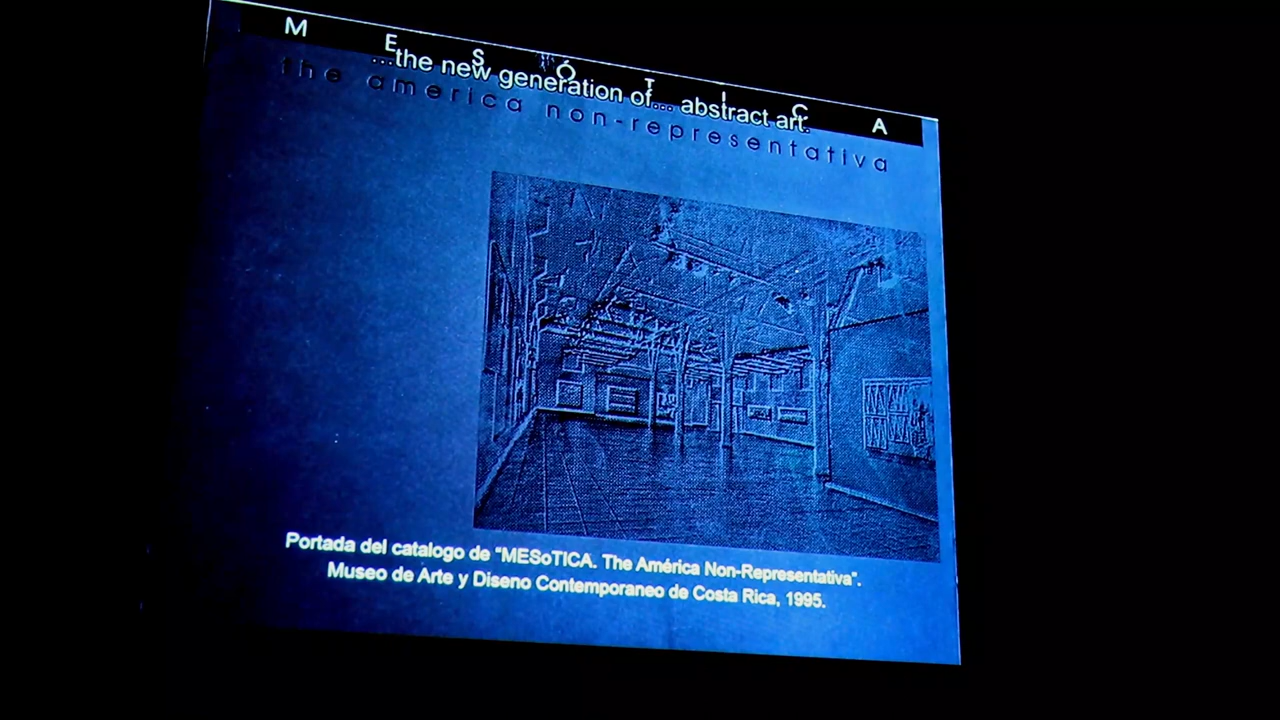 MESÓTICA
...the new generation of... abstract art.
the america non-representativa
Portada del catalogo de “MESoTICA. The América Non-Representativa”.
Museo de Arte y Diseno Contemporaneo de Costa Rica, 1995.